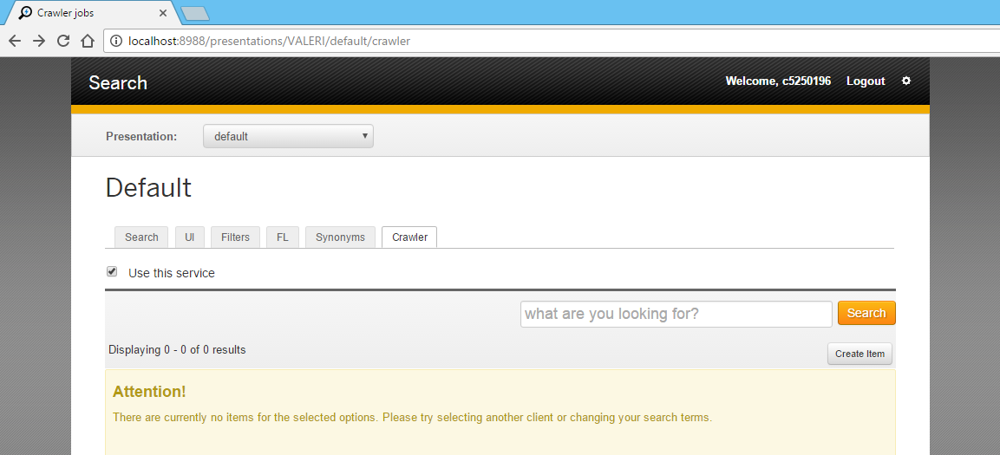 Crawler jobs
localhost:8988/presentations/VALERI/default/crawler
Search
Welcome, c5250196 Logout
Presentation: default
Default
Search UI Filters FL Synonyms Crawler
Use this service
what are you looking for? Search
Displaying 0 - 0 of 0 results
Create Item
Attention!
There are currently no items for the selected options. Please try selecting another client or changing your search terms.